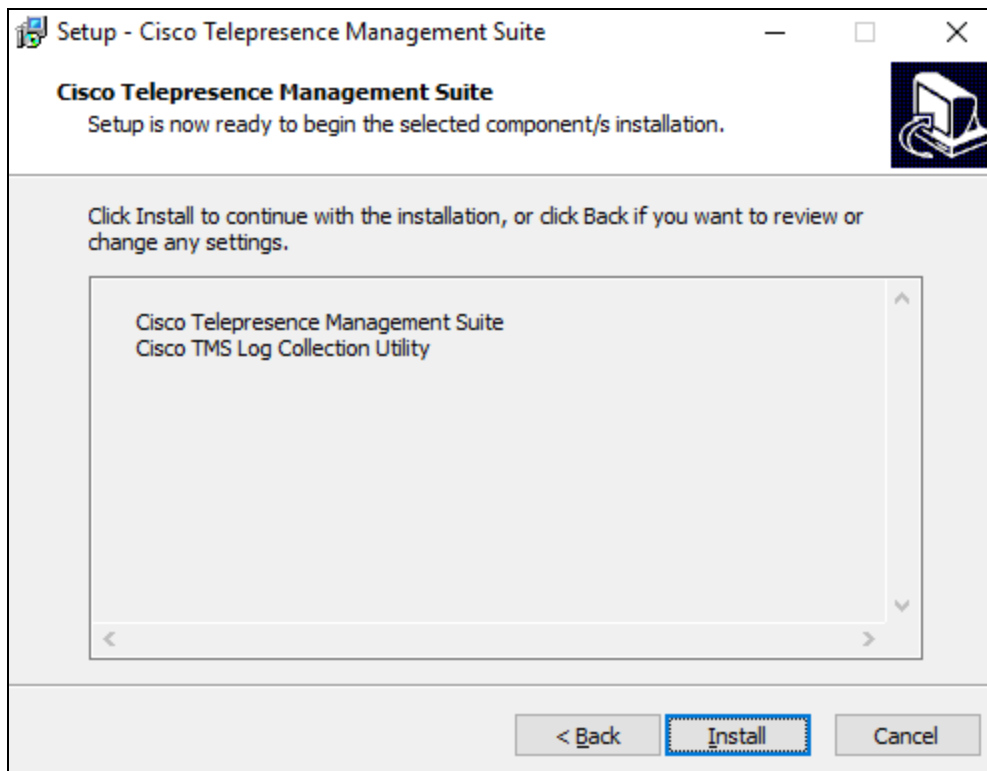 Setup - Cisco Telepresence Management Suite
Cisco Telepresence Management Suite
Setup is now ready to begin the selected component/s installation.
Click Install to continue with the installation, or click Back if you want to review or
change any settings.
Cisco Telepresence Management Suite
Cisco TMS Log Collection Utility
< Back
Install
Cancel